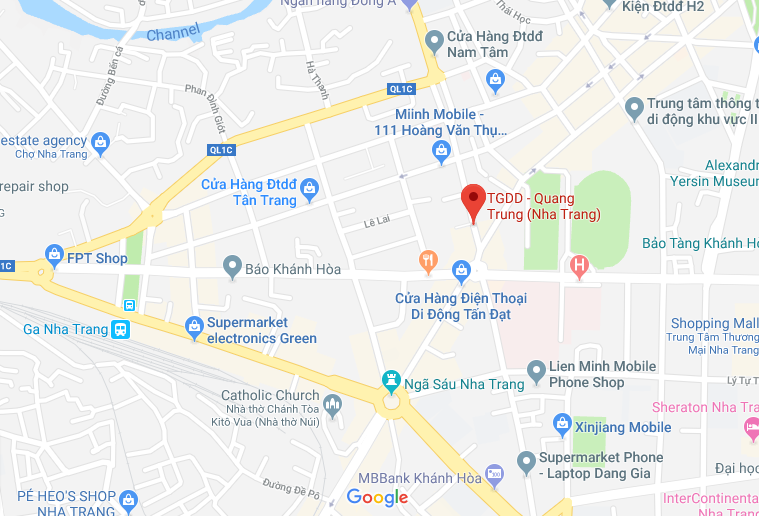 Ngân hàng Đông A
Thái Học
Kiện Đtdđ H2
Channel
Cửa Hàng Đtdđ
Nam Tâm
Đường Bến cá
Hà Thanh
QL1C
Phan Đình Giót
Miinh Mobile -
111 Hoàng Văn Thụ...
Trung tâm thông t
di động khu vực II
estate agency
Chợ Nha Trang
QL1C
repair shop
Cửa Hàng Đtdđ
Tân Trang
Alexandr
Yersin Museum
TGDD - Quang
Trung (Nha Trang)
Lê Lai
Bảo Tàng Khánh Hò
1C
FPT Shop
Báo Khánh Hòa
H
Cửa Hàng Điện Thoại
Di Động Tấn Đạt
Ga Nha Trang
Supermarket
electronics Green
Shopping Mall
Trung Tâm Thương
Mại Nha Trang
Lien Minh Mobile
Phone Shop
Ngã Sáu Nha Trang
Lý Tự T
Catholic Church
Nhà thờ Chánh Tòa
Kitô Vua (Nhà thờ Núi)
Sheraton Nha Tra
Xinjiang Mobile
Supermarket Phone
- Laptop Dang Gia
Đại họ
MBBank Khánh Hòa
Đường Đề Pô
PÉ HEO'S SHOP
NHA TRANG
Google
InterContinenta
Nha Trang